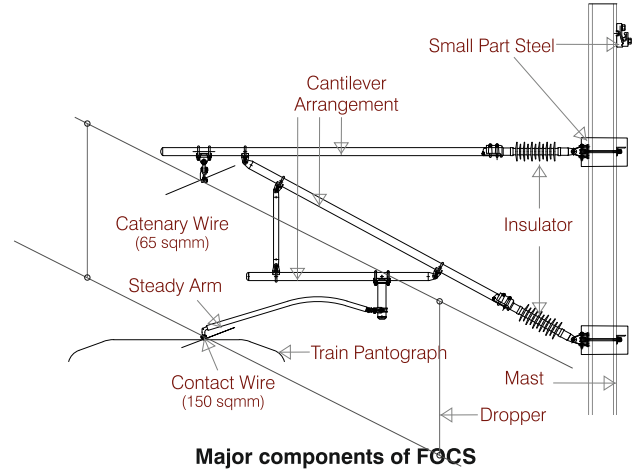 Small Part Steel
Cantilever
Arrangement
Catenary Wire
(65 sqmm)
Insulator
Steady Arm
Train Pantograph
Contact Wire
(150 sqmm)
Mast
Dropper
Major components of FOCS